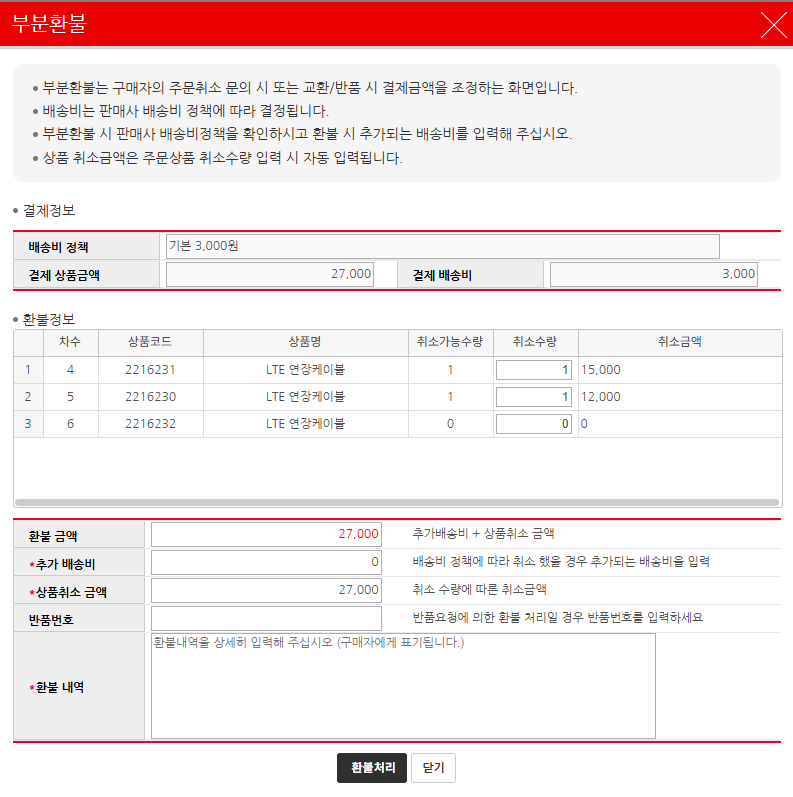 부분환불
부분환불는 구매자의 주문취소 문의 시 또는 교환/반품 시 결제금액을 조정하는 화면입니다.
배송비는 판매사 배송비 정책에 따라 결정됩니다.
부분환불 시 판매사 배송비정책을 확인하시고 환불 시 추가되는 배송비를 입력해 주십시오.
상품 취소금액은 주문상품 취소수량 입력 시 자동 입력됩니다.
결제정보
배송비 정책 기본 3,000원
결제 상품금액 27,000 결제 배송비 3,000
환불정보
차수 상품코드 상품명 취소가능수량 취소수량 취소금액
1 4 2216231 LTE 연장케이블 1 1 15,000
2 5 2216230 LTE 연장케이블 1 1 12,000
3 6 2216232 LTE 연장케이블 0 0 0
환불 금액 27,000 추가배송비 + 상품취소 금액
*추가 배송비 0 배송비 정책에 따라 취소 했을 경우 추가되는 배송비을 입력
*상품취소 금액 27,000 취소 수량에 따른 취소금액
반품번호 반품요청에 의한 환불 처리일 경우 반품번호를 입력하세요
*환불 내역 환불내역을 상세히 입력해 주십시오 (구매자에게 표기됩니다.)
환불처리 닫기